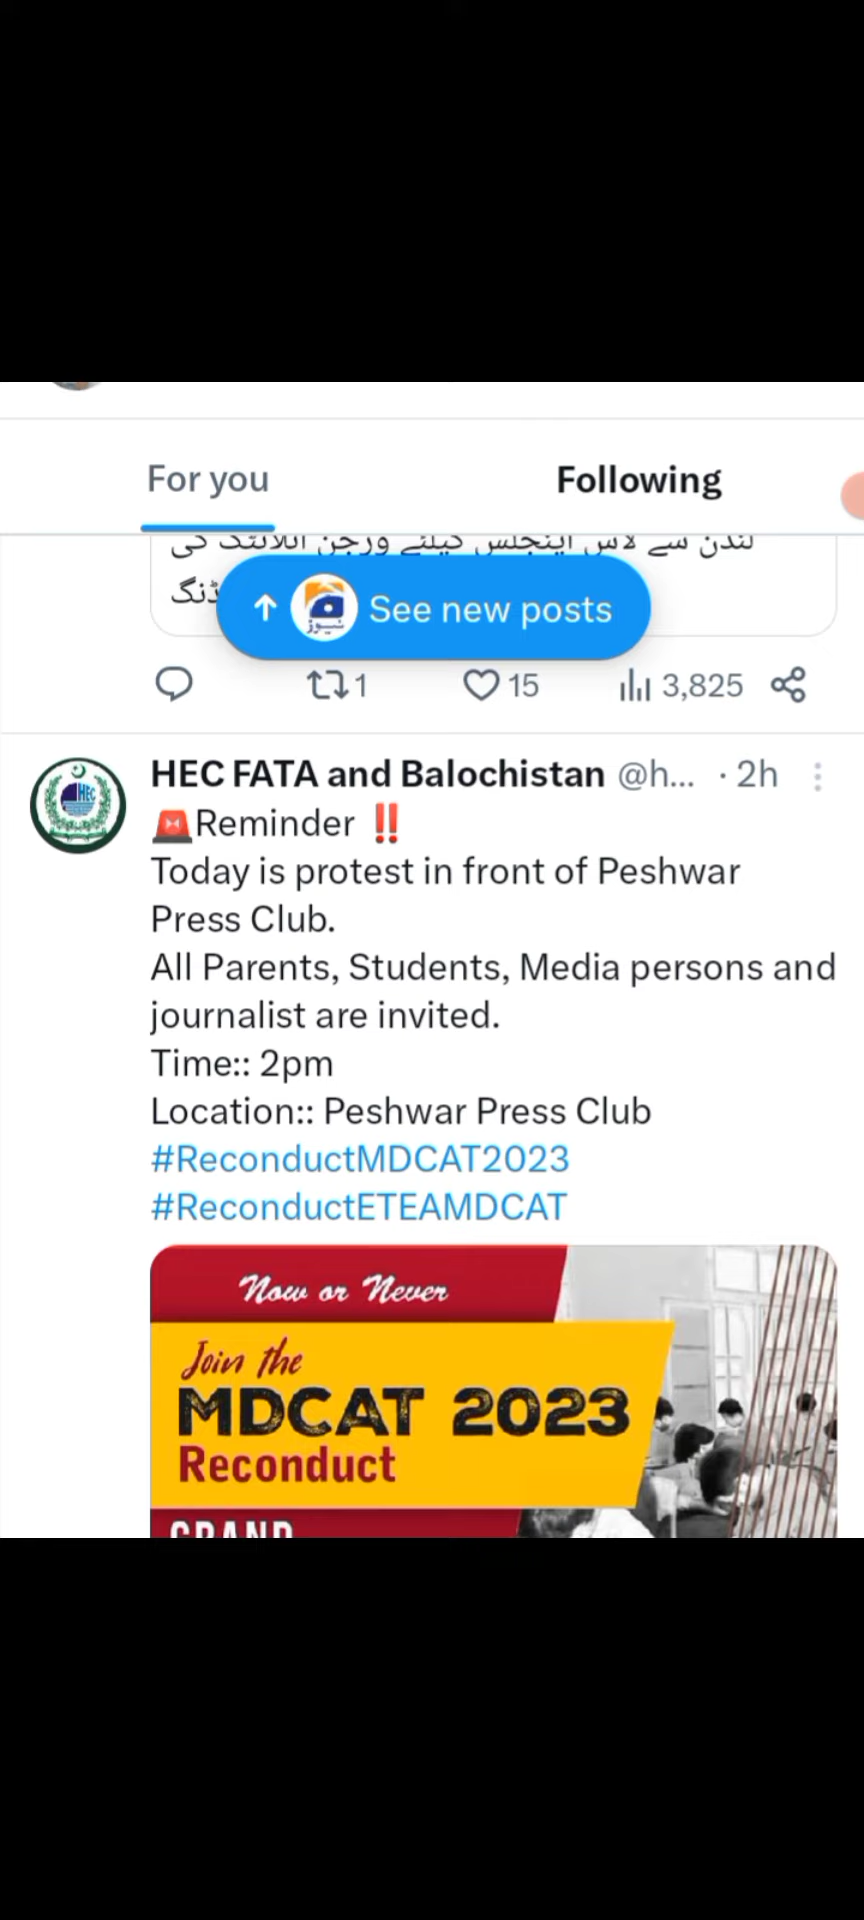 For you
Following
لندن سے لاس اینجلس کیلئے ورجن اٹلانٹک کی
See new posts
1
15
3,825
HEC FATA and Balochistan @h... · 2h
HEC
🚨Reminder ‼️
Today is protest in front of Peshwar
Press Club.
All Parents, Students, Media persons and
journalist are invited.
Time:: 2pm
Location:: Peshwar Press Club
#ReconductMDCAT2023
#ReconductETEAMDCAT
Now or Never
Join the
MDCAT 2023
Reconduct
GRAND